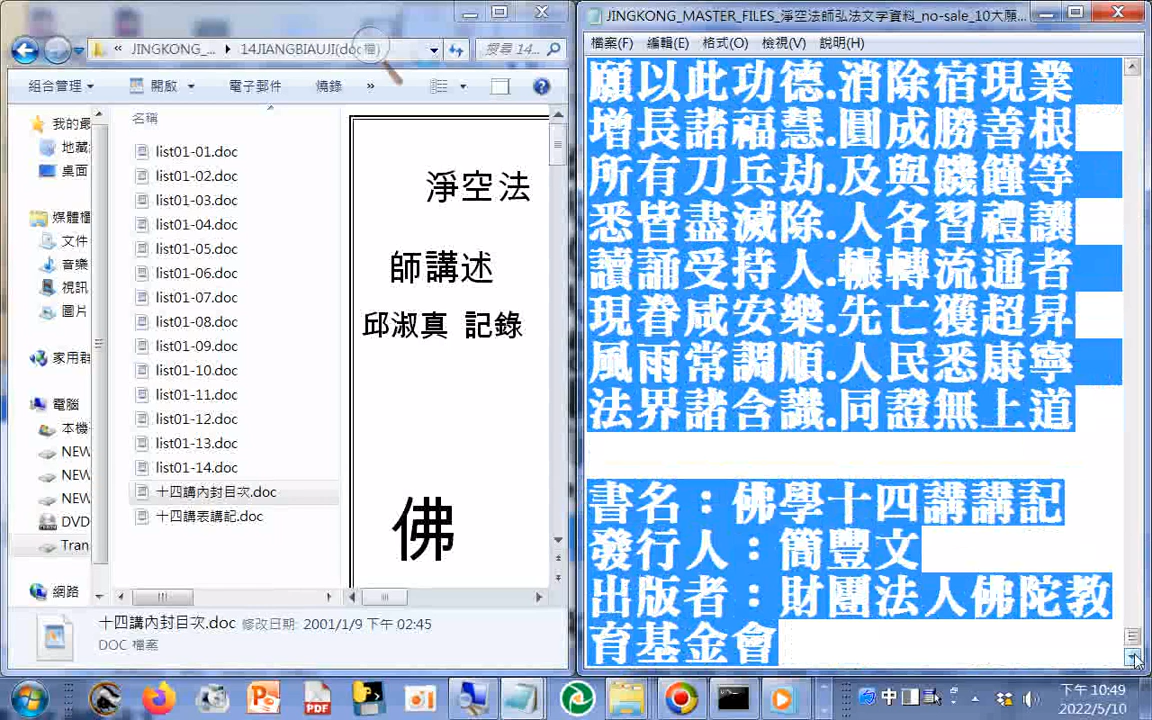 JINGKONG_...
14JIANGBIAUJI(doc檔)
搜尋 14...
組合管理
開啟
電子郵件
燒錄
»
我的最
地藏
桌面
媒體櫃
文件
音樂
視訊
圖片
家用群
電腦
本機
NEW
NEW
NEW
DVD
Tran
網路
名稱
list01-01.doc
list01-02.doc
list01-03.doc
list01-04.doc
list01-05.doc
list01-06.doc
list01-07.doc
list01-08.doc
list01-09.doc
list01-10.doc
list01-11.doc
list01-12.doc
list01-13.doc
list01-14.doc
十四講內封目次.doc
十四講表講記.doc
淨空法
師講述
邱淑真 記錄
佛
十四講內封目次.doc 修改日期: 2001/1/9 下午 02:45
DOC 檔案
JINGKONG_MASTER_FILES_淨空法師弘法文字資料_no-sale_10大願...
檔案(F) 編輯(E) 格式(O) 檢視(V) 說明(H)
願以此功德.消除宿現業
增長諸福慧.圓成勝善根
所有刀兵劫.及與饑饉等
悉皆盡滅除.人各習禮讓
讀誦受持人.輾轉流通者
現眷咸安樂.先亡獲超昇
風雨常調順.人民悉康寧
法界諸含識.同證無上道
書名：佛學十四講講記
發行人：簡豐文
出版者：財團法人佛陀教
育基金會
PDF
中
下午 10:49
2022/5/10